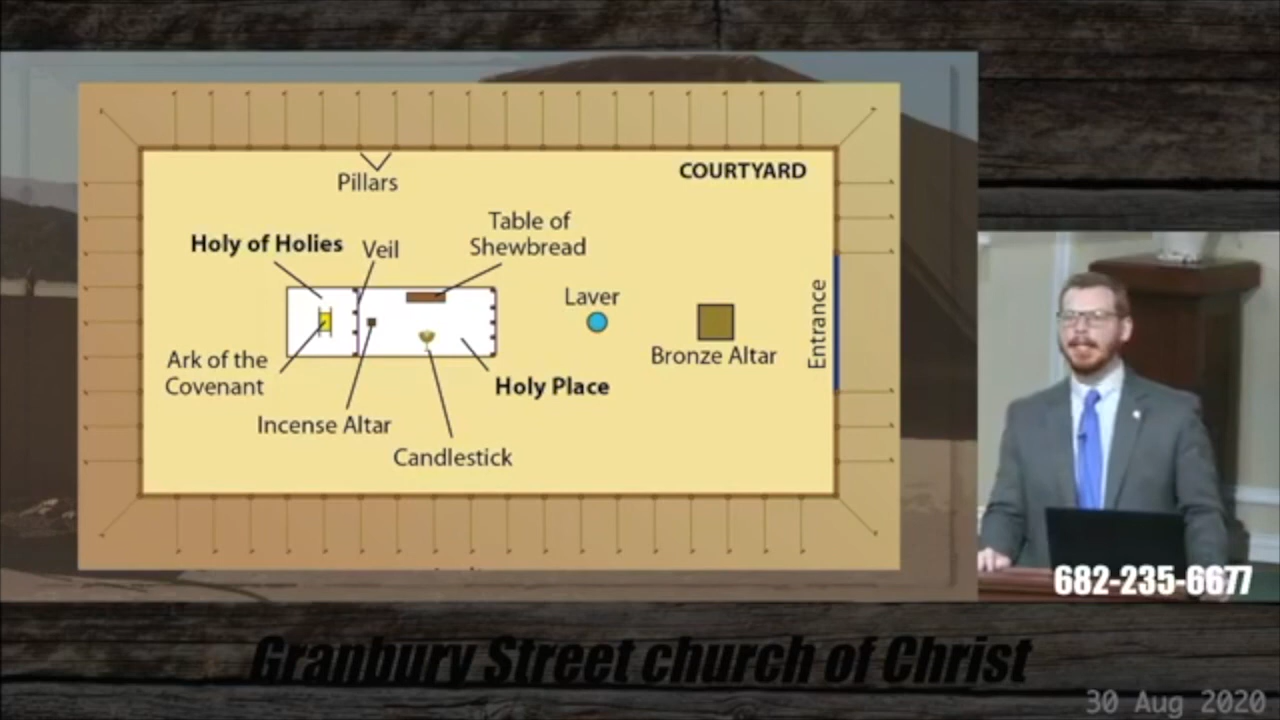 COURTYARD
Pillars
Table of
Shewbread
Holy of Holies
Veil
Laver
Entrance
Bronze Altar
Ark of the
Covenant
Holy Place
Incense Altar
Candlestick
682-235-6677
Granbury Street church of Christ
30 Aug 2020